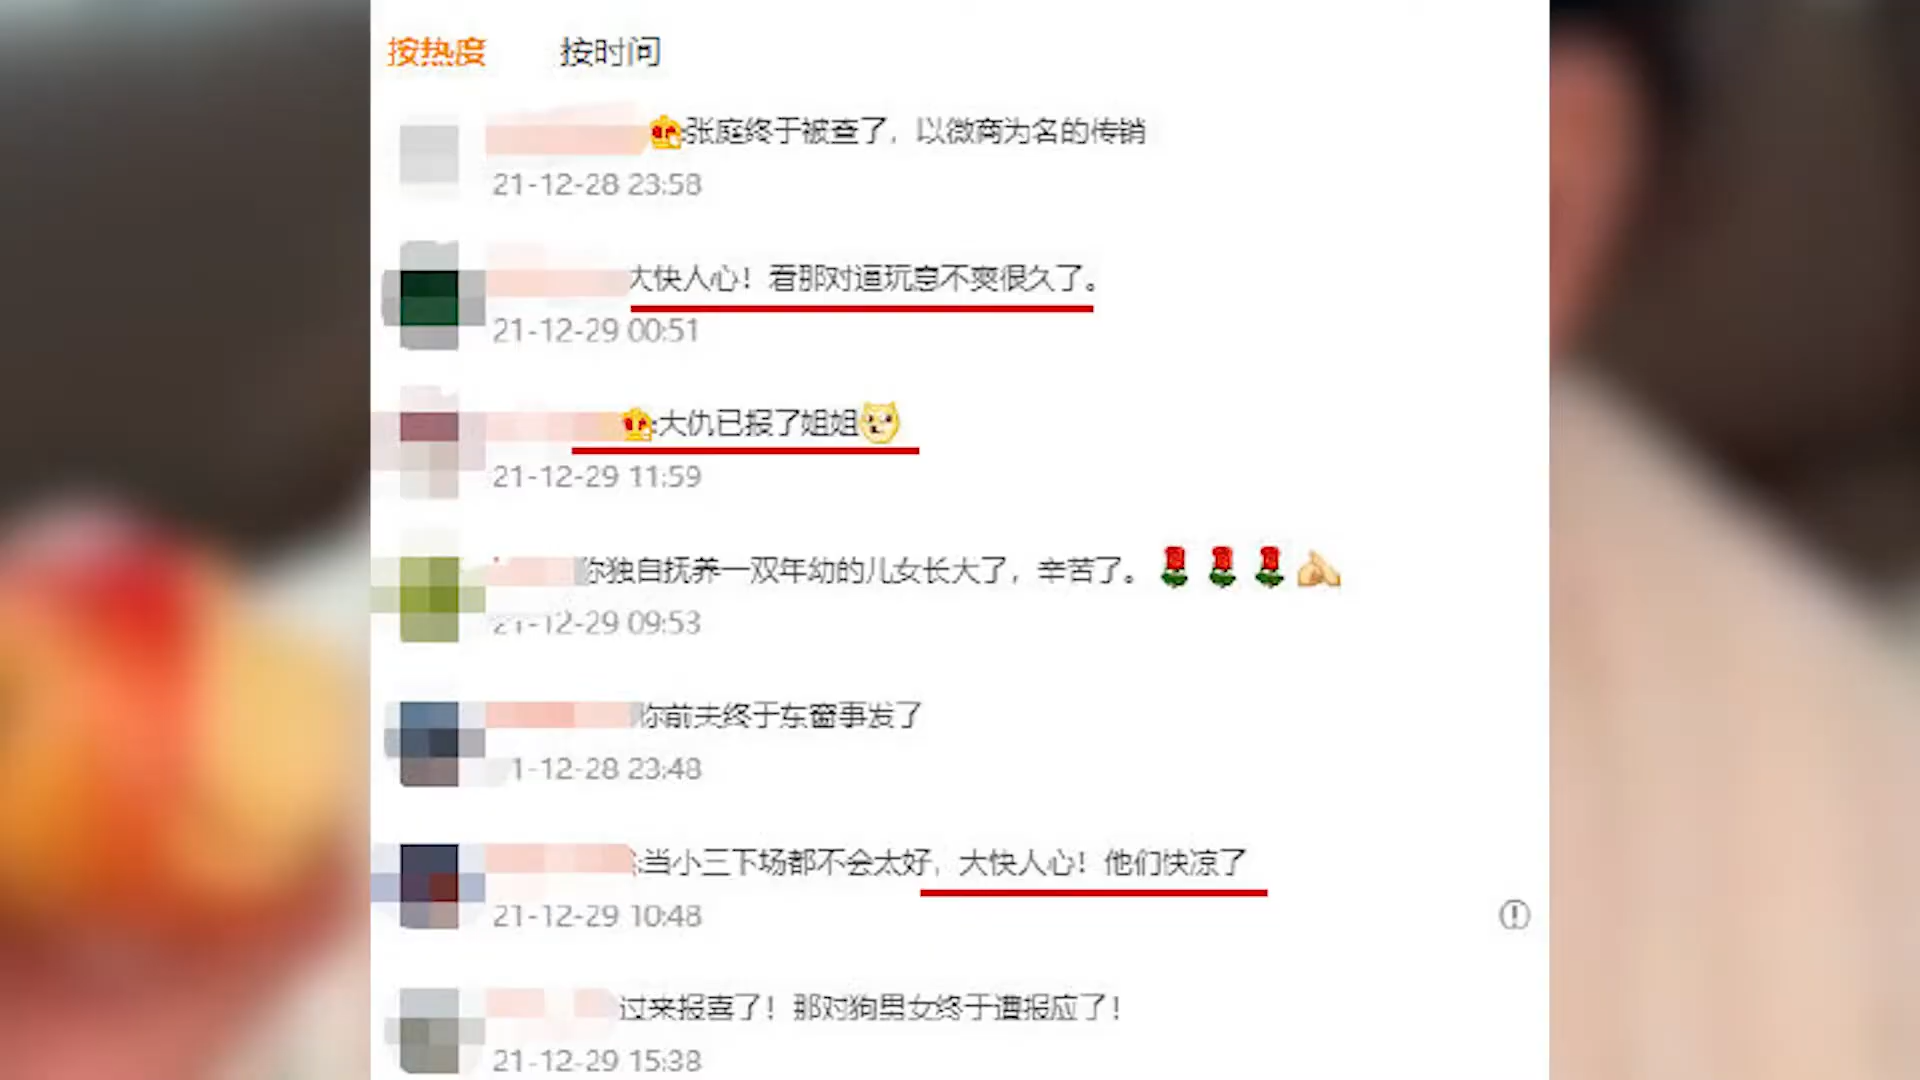 按热度 按时间
张庭终于被查了，以微商为名的传销
21-12-28 23:58
大快人心！看那对逼玩意不爽很久了。
21-12-29 00:51
:大仇已报了姐姐
21-12-29 11:59
你独自抚养一双年幼的儿女长大了，辛苦了。
21-12-29 09:53
你前夫终于东窗事发了
1-12-28 23:48
:当小三下场都不会太好，大快人心！他们快凉了
21-12-29 10:48
过来报喜了！那对狗男女终于遭报应了！
21-12-29 15:38